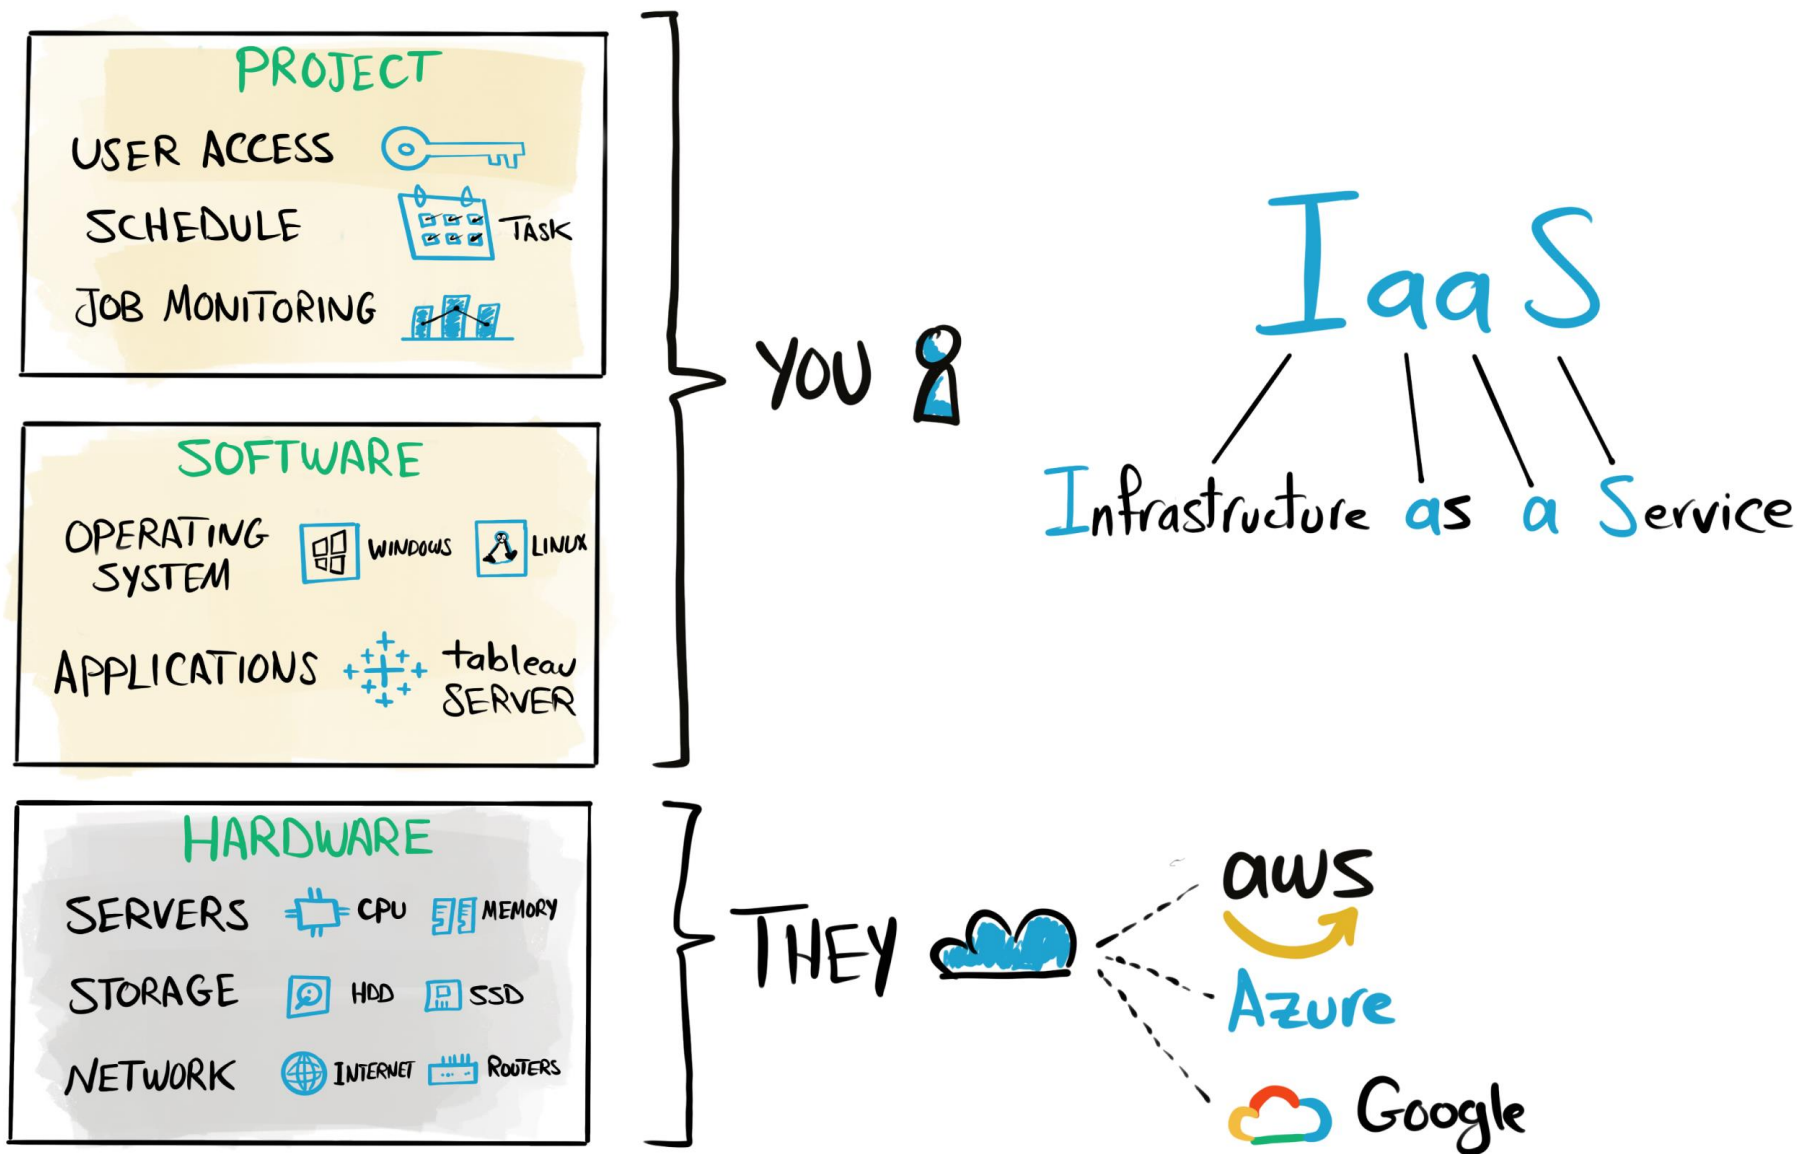 PROJECT
USER ACCESS
SCHEDULE TASK
JOB MONITORING
SOFTWARE
OPERATING SYSTEM WINDOWS LINUX
APPLICATIONS tableau SERVER
HARDWARE
SERVERS CPU MEMORY
STORAGE HDD SSD
NETWORK INTERNET ROUTERS
YOU
THEY
IaaS
Infrastructure as a Service
aws
Azure
Google